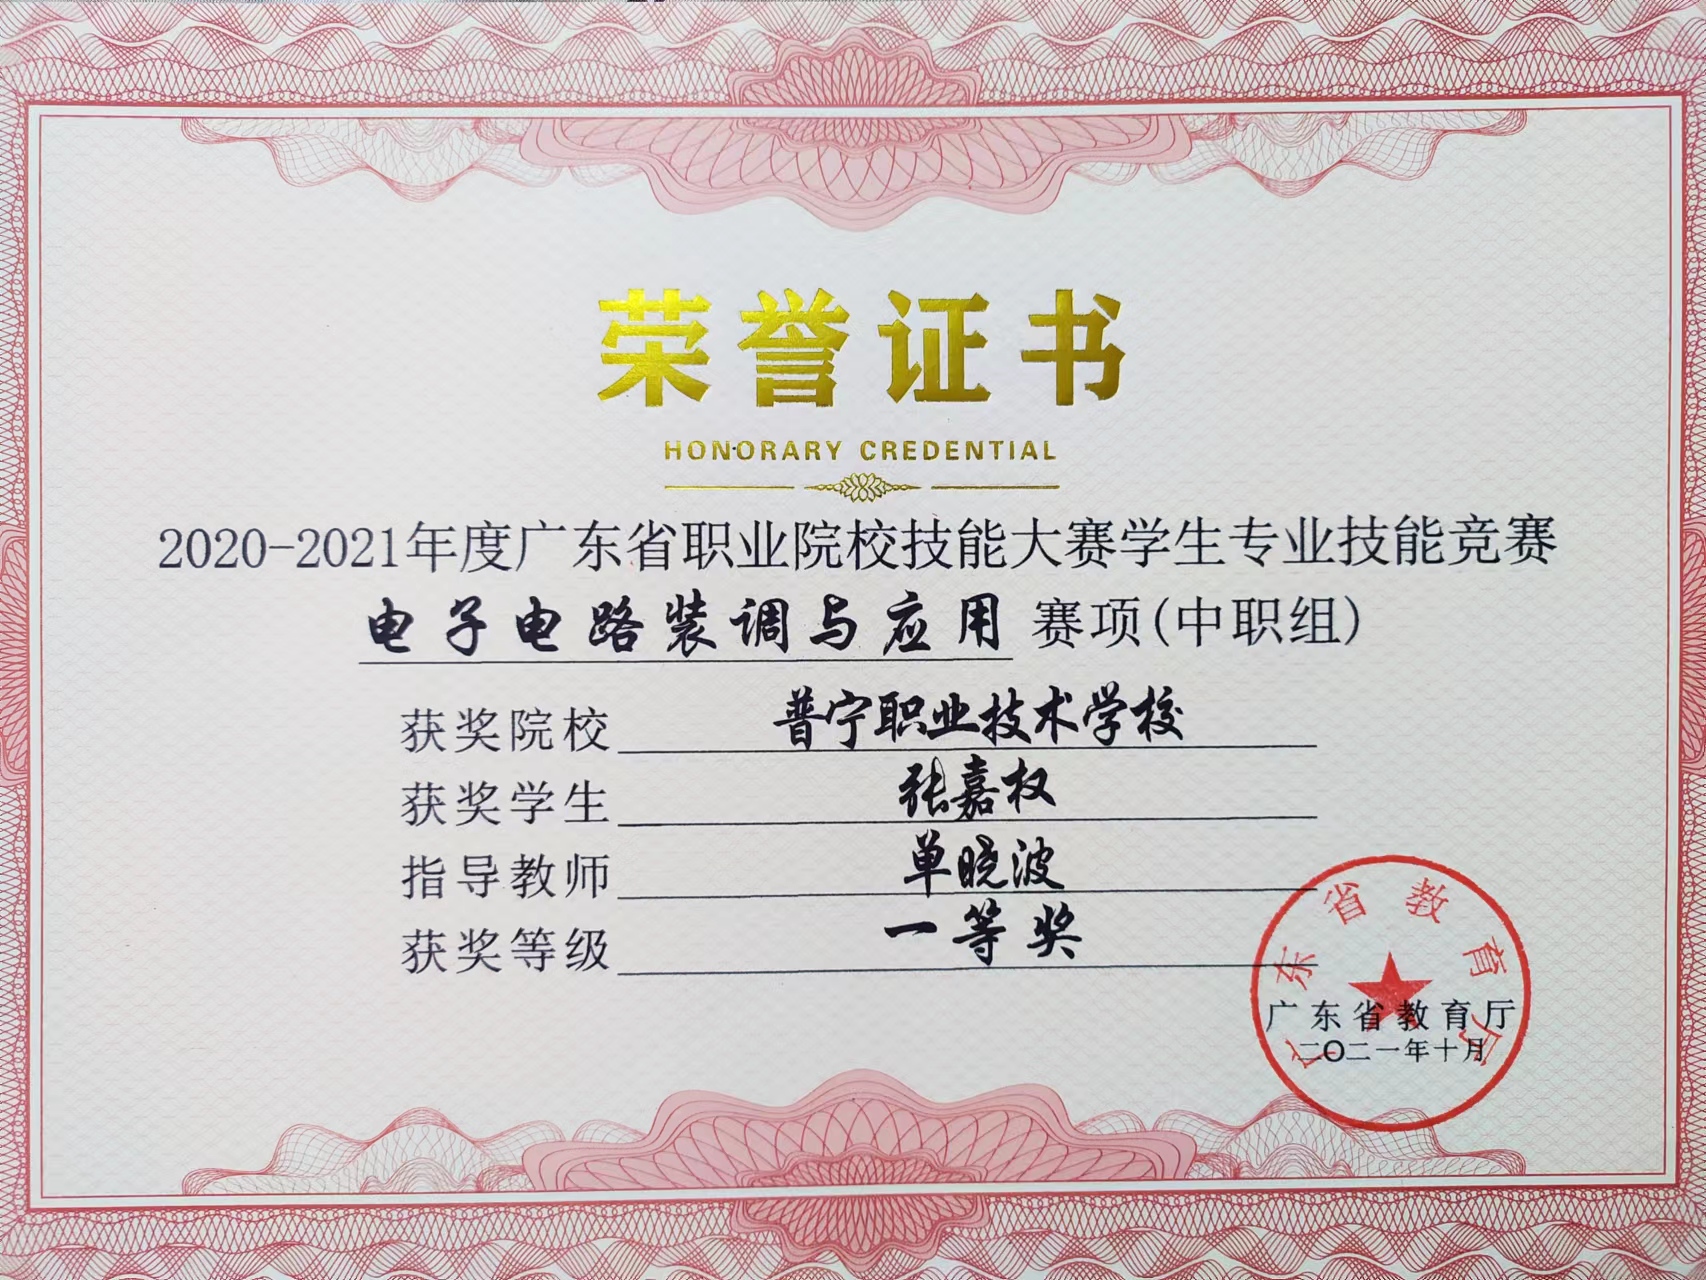 荣誉证书
HONORARY CREDENTIAL
2020-2021年度广东省职业院校技能大赛学生专业技能竞赛
电子电路装调与应用 赛项(中职组)
获奖院校 普宁职业技术学校
获奖学生 张嘉权
指导教师 单晓波
获奖等级 一等奖
广东省教育厅
广东省教育厅
二〇二一年十月